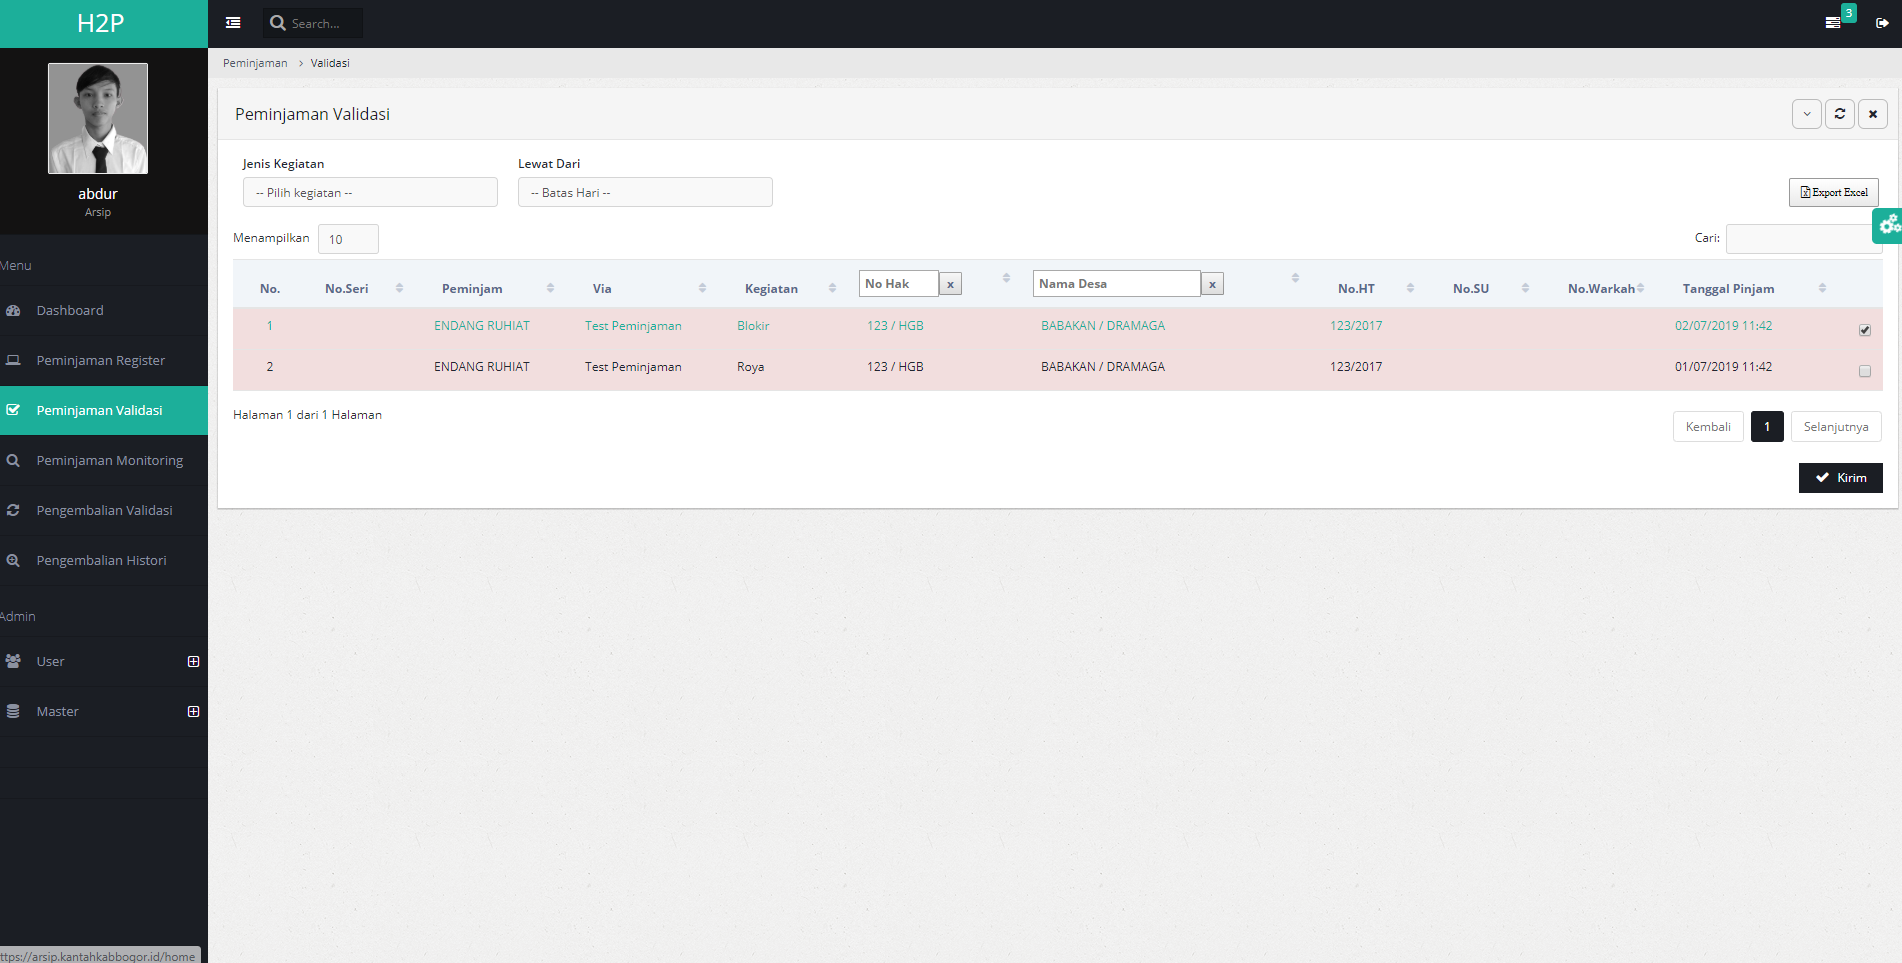 H2P
Search...
3
abdur
Arsip
Menu
Dashboard
Peminjaman Register
Peminjaman Validasi
Peminjaman Monitoring
Pengembalian Validasi
Pengembalian Histori
Admin
User
Master
ttps://arsip.kantahkabbogor.id/home
Peminjaman > Validasi
Peminjaman Validasi
Jenis Kegiatan Lewat Dari
-- Pilih kegiatan -- -- Batas Hari --
Export Excel
Menampilkan 10 Cari:
No. No.Seri Peminjam Via Kegiatan No Hak x Nama Desa x No.HT No.SU No.Warkah Tanggal Pinjam
1 ENDANG RUHIAT Test Peminjaman Blokir 123 / HGB BABAKAN / DRAMAGA 123/2017 02/07/2019 11:42
2 ENDANG RUHIAT Test Peminjaman Roya 123 / HGB BABAKAN / DRAMAGA 123/2017 01/07/2019 11:42
Halaman 1 dari 1 Halaman
Kembali 1 Selanjutnya
Kirim